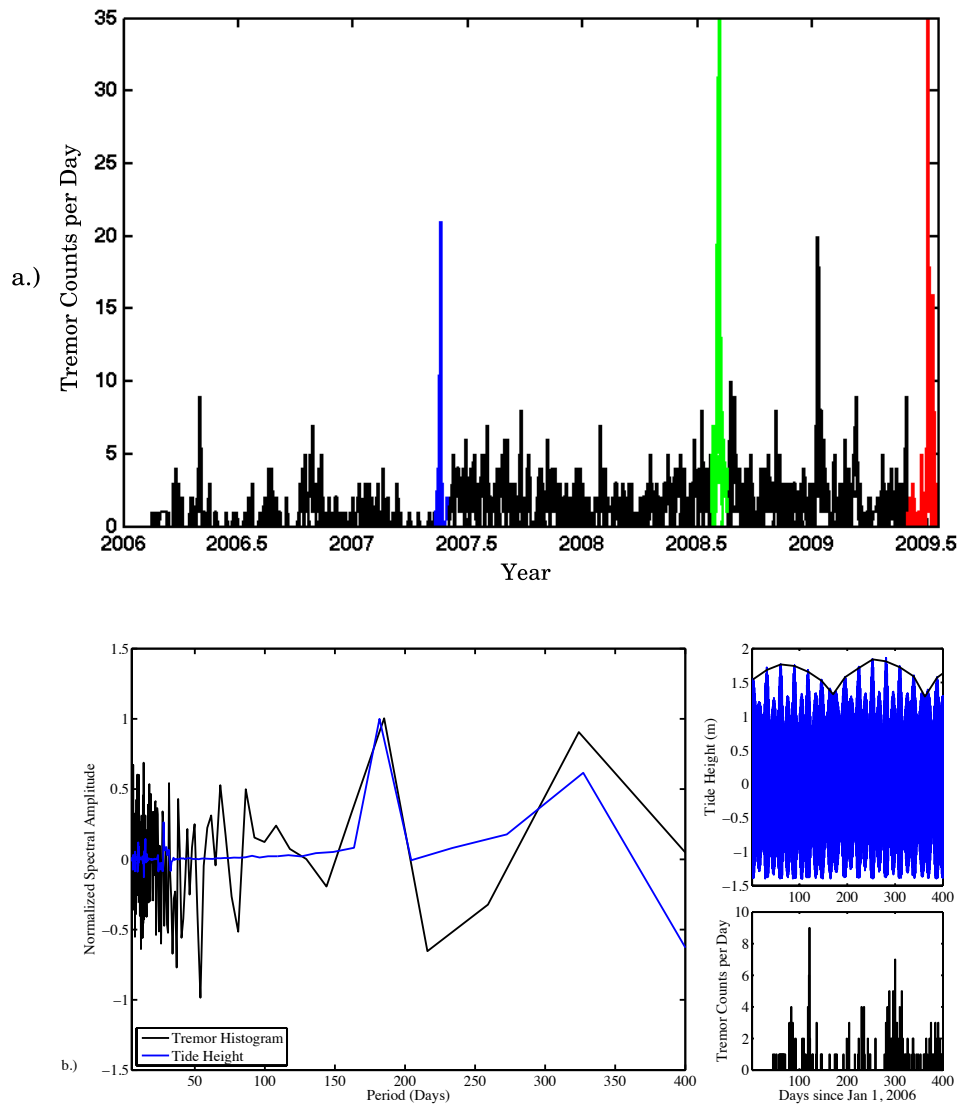 35
30
25
20
15
10
5
0
Tremor Counts per Day
a.)
2006 2006.5 2007 2007.5 2008 2008.5 2009 2009.5
Year
1.5
1
0.5
0
−0.5
−1
−1.5
Normalized Spectral Amplitude
Tremor Histogram
Tide Height
b.)
50 100 150 200 250 300 350 400
Period (Days)
2
1.5
1
0.5
0
−0.5
−1
−1.5
Tide Height (m)
100 200 300 400
10
8
6
4
2
0
Tremor Counts per Day
100 200 300 400
Days since Jan 1, 2006